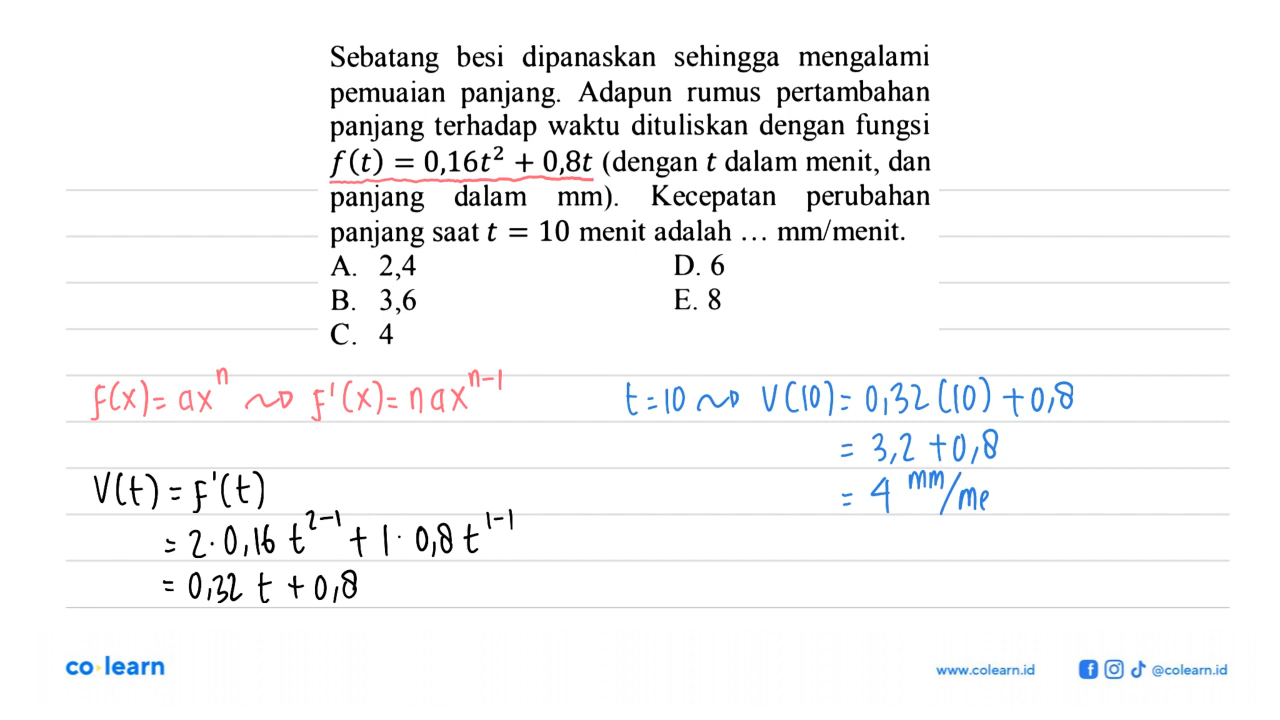 Sebatang besi dipanaskan sehingga mengalami
pemuaian panjang. Adapun rumus pertambahan
panjang terhadap waktu dituliskan dengan fungsi
f(t) = 0,16t² + 0,8t (dengan t dalam menit, dan
panjang dalam mm). Kecepatan perubahan
panjang saat t = 10 menit adalah ... mm/menit.
A. 2,4
B. 3,6
C. 4
D. 6
E. 8
f(x) = ax^n ~> f'(x) = nax^(n-1)
V(t) = f'(t)
= 2·0,16 t^(2-1) + 1·0,8 t^(1-1)
= 0,32 t + 0,8
t = 10 ~> V(10) = 0,32 (10) + 0,8
= 3,2 + 0,8
= 4 mm/me
co learn
www.colearn.id
@colearn.id